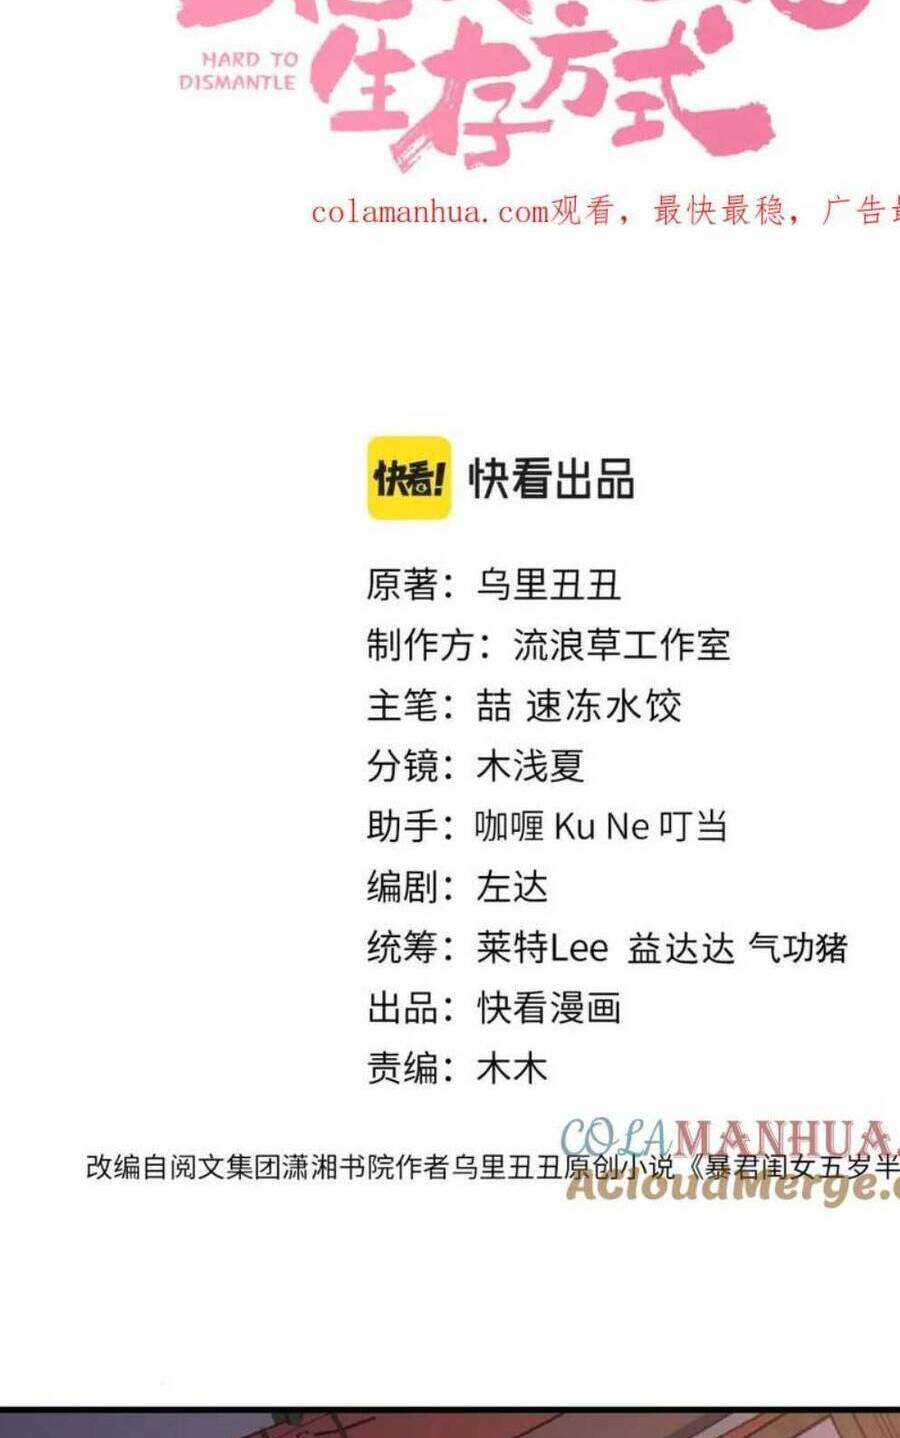 HARD TO
DISMANTLE
生存方式
colamanhua.com观看，最快最稳，广告
快看! 快看出品
原著：乌里丑丑
制作方：流浪草工作室
主笔：喆 速冻水饺
分镜：木浅夏
助手：咖喱 Ku Ne 叮当
编剧：左达
统筹：莱特Lee 益达达 气功猪
出品：快看漫画
责编：木木
COLAMANHUA.
改编自阅文集团潇湘书院作者乌里丑丑原创小说《暴君闺女五岁半
ACloudMerge.c